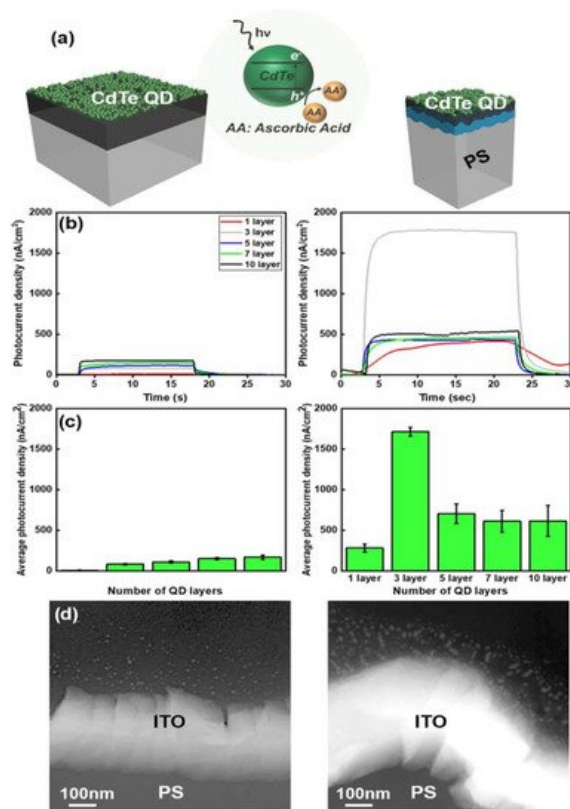 (a)
hν
CdTe QD
e⁻
CdTe
h⁺
AA⁺
AA
AA: Ascorbic Acid
CdTe QD
PS
(b)
Photocurrent density (nA/cm²)
2000
1500
1000
500
0
1 layer
3 layer
5 layer
7 layer
10 layer
0 5 10 15 20 25 30
Time (s)
Photocurrent density (nA/cm²)
2000
1500
1000
500
0
0 5 10 15 20 25 30
Time (sec)
(c)
Average photocurrent density (nA/cm²)
2000
1500
1000
500
0
Number of QD layers
Average photocurrent density (nA/cm²)
2000
1500
1000
500
0
1 layer 3 layer 5 layer 7 layer 10 layer
Number of QD layers
(d)
ITO
100nm
PS
ITO
100nm
PS